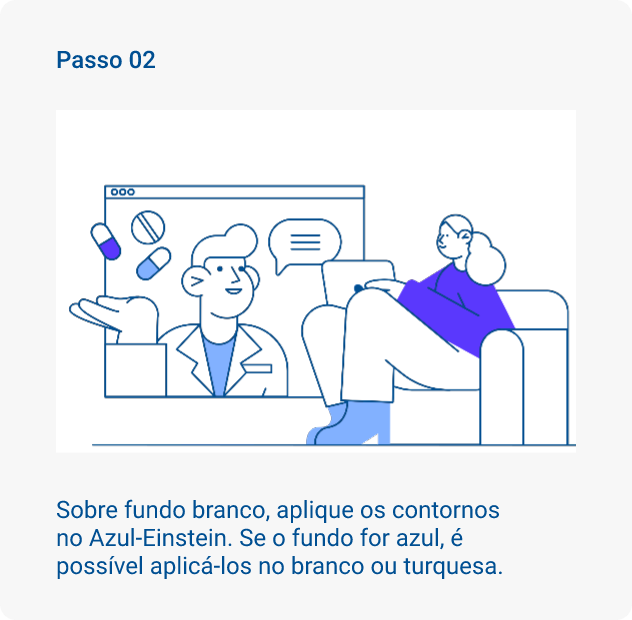 Passo 02
Sobre fundo branco, aplique os contornos
no Azul-Einstein. Se o fundo for azul, é
possível aplicá-los no branco ou turquesa.